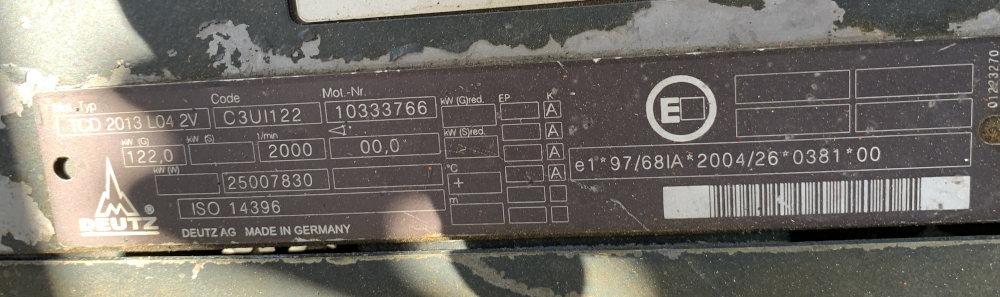 Mot.-Typ Code Mot.-Nr.
TCD 2013 L04 2V C3UI122 10333766
kW (G) kW (S) 1/min
122,0 2000 00,0
kW (W)
25007830
ISO 14396
DEUTZ ® DEUTZ AG MADE IN GERMANY
kW (G)red. EP K
A
A
kW (S)red.
A
°C A
+
m
E
e1*97/68IA*2004/26*0381*00
01223270